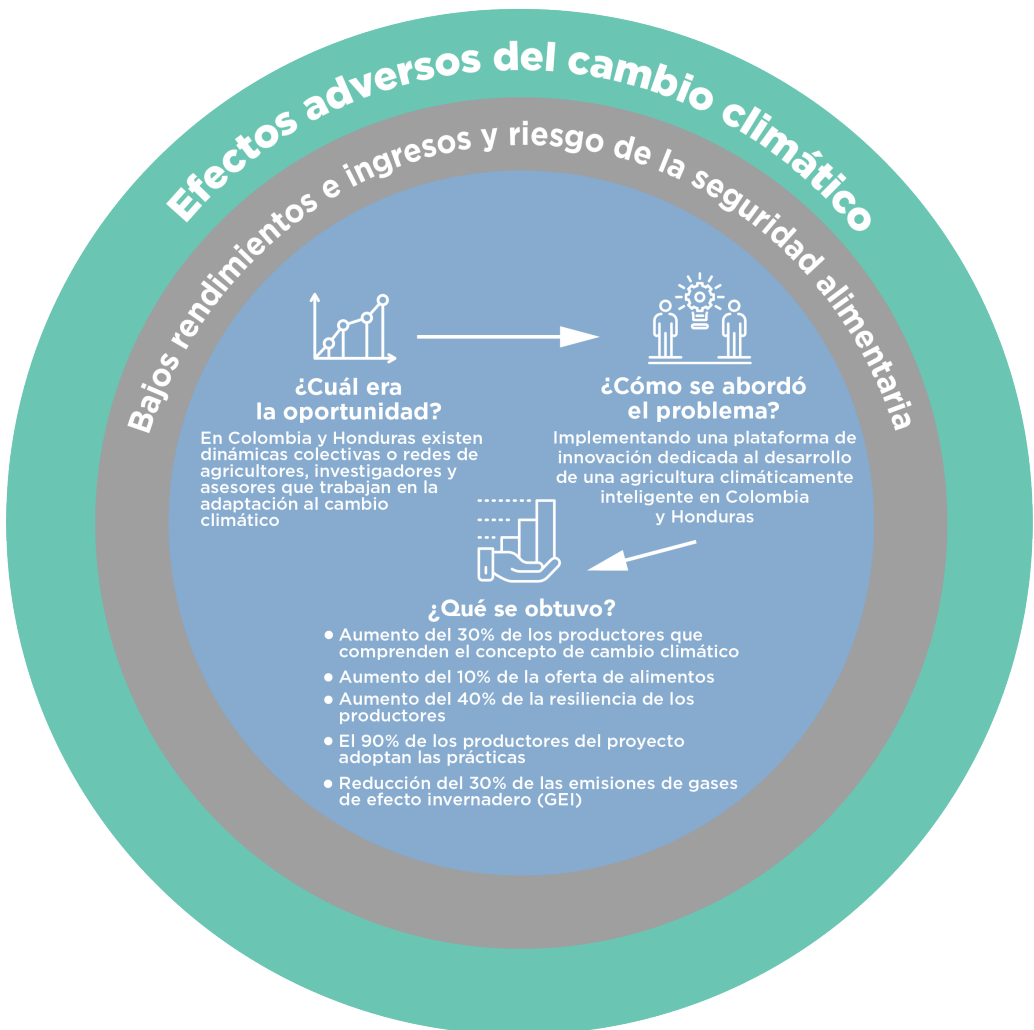 Efectos adversos del cambio climático
Bajos rendimientos e ingresos y riesgo de la seguridad alimentaria
¿Cuál era
la oportunidad?
En Colombia y Honduras existen
dinámicas colectivas o redes de
agricultores, investigadores y
asesores que trabajan en la
adaptación al cambio
climático
¿Cómo se abordó
el problema?
Implementando una plataforma de
innovación dedicada al desarrollo
de una agricultura climáticamente
inteligente en Colombia
y Honduras
¿Qué se obtuvo?
• Aumento del 30% de los productores que
comprenden el concepto de cambio climático
• Aumento del 10% de la oferta de alimentos
• Aumento del 40% de la resiliencia de los
productores
• El 90% de los productores del proyecto
adoptan las prácticas
• Reducción del 30% de las emisiones de gases
de efecto invernadero (GEI)